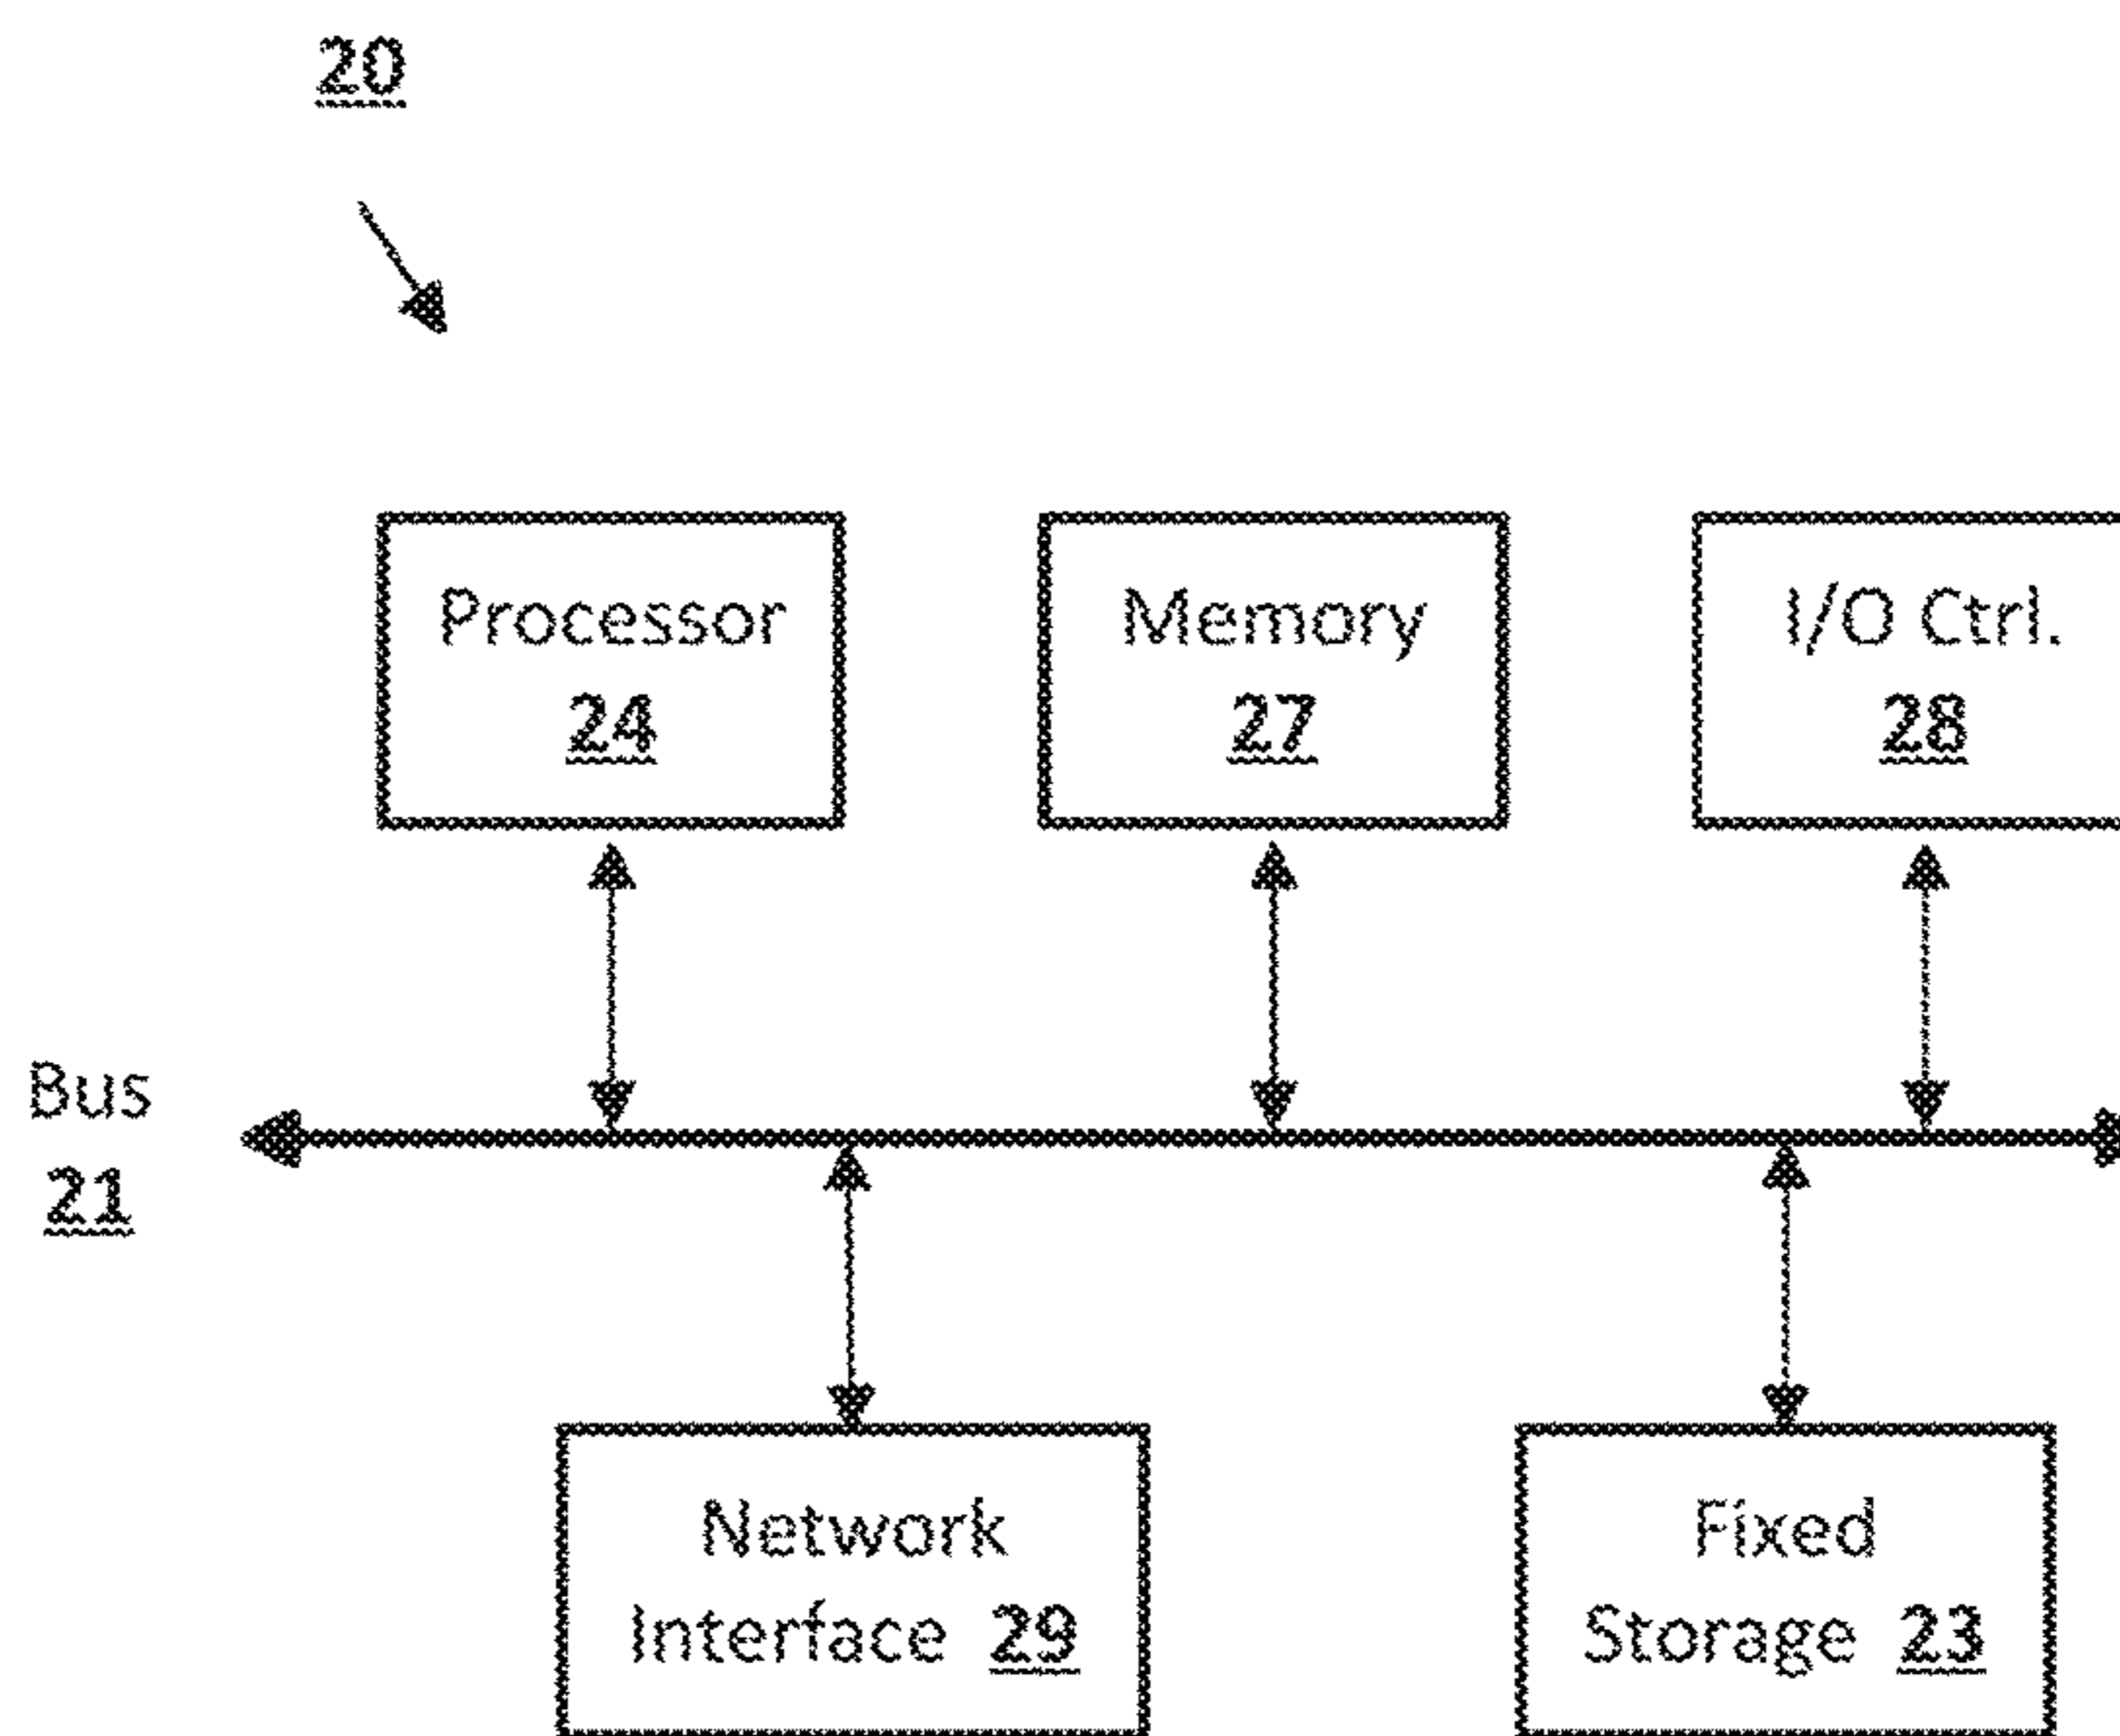 20
Processor
24
Memory
27
I/O Ctrl.
28
Bus
21
Network
Interface 29
Fixed
Storage 23